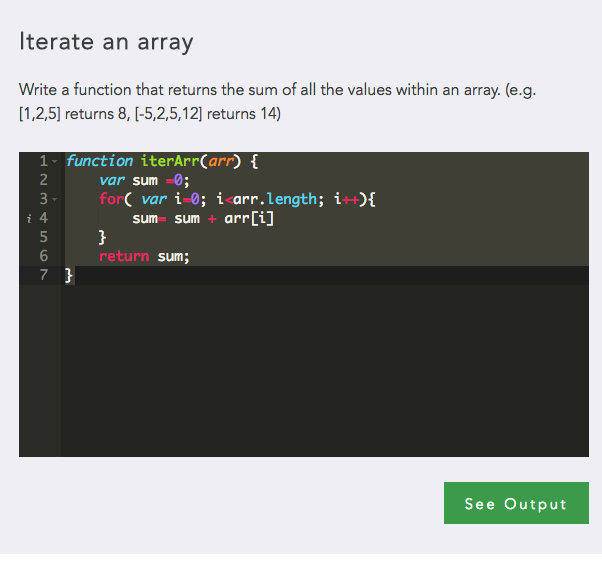 Iterate an array
Write a function that returns the sum of all the values within an array. (e.g.
[1,2,5] returns 8, [-5,2,5,12] returns 14)
1 function iterArr(arr) {
2     var sum =0;
3     for( var i=0; i<arr.length; i++){
i 4         sum= sum + arr[i]
5     }
6     return sum;
7 }
See Output